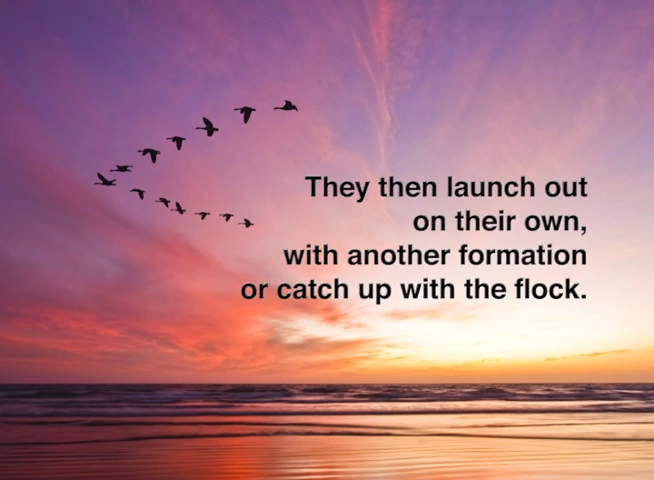 They then launch out
on their own,
with another formation
or catch up with the flock.